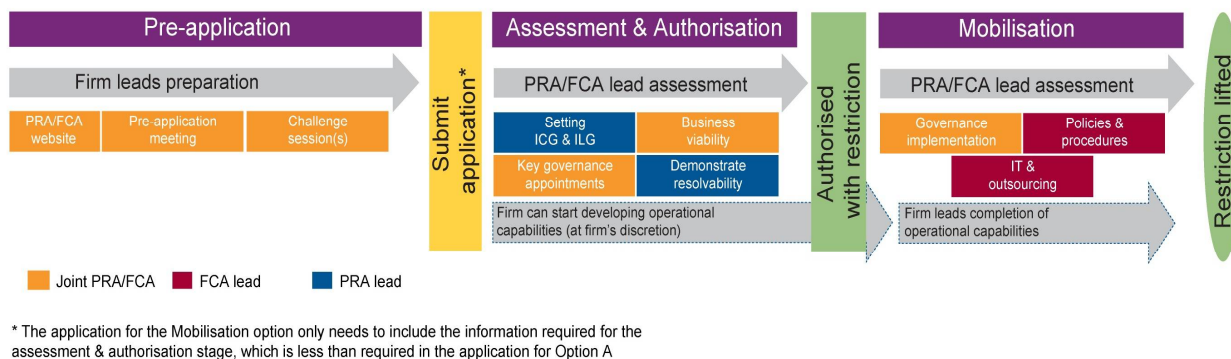 Pre-application
Firm leads preparation
PRA/FCA
website
Pre-application
meeting
Challenge
session(s)
Submit
application*
Assessment & Authorisation
PRA/FCA lead assessment
Setting
ICG & ILG
Business
viability
Key governance
appointments
Demonstrate
resolvability
Firm can start developing operational
capabilities (at firm's discretion)
Authorised
with restriction
Mobilisation
PRA/FCA lead assessment
Governance
implementation
Policies &
procedures
IT &
outsourcing
Firm leads completion of
operational capabilities
Restriction lifted
Joint PRA/FCA
FCA lead
PRA lead
* The application for the Mobilisation option only needs to include the information required for the
assessment & authorisation stage, which is less than required in the application for Option A